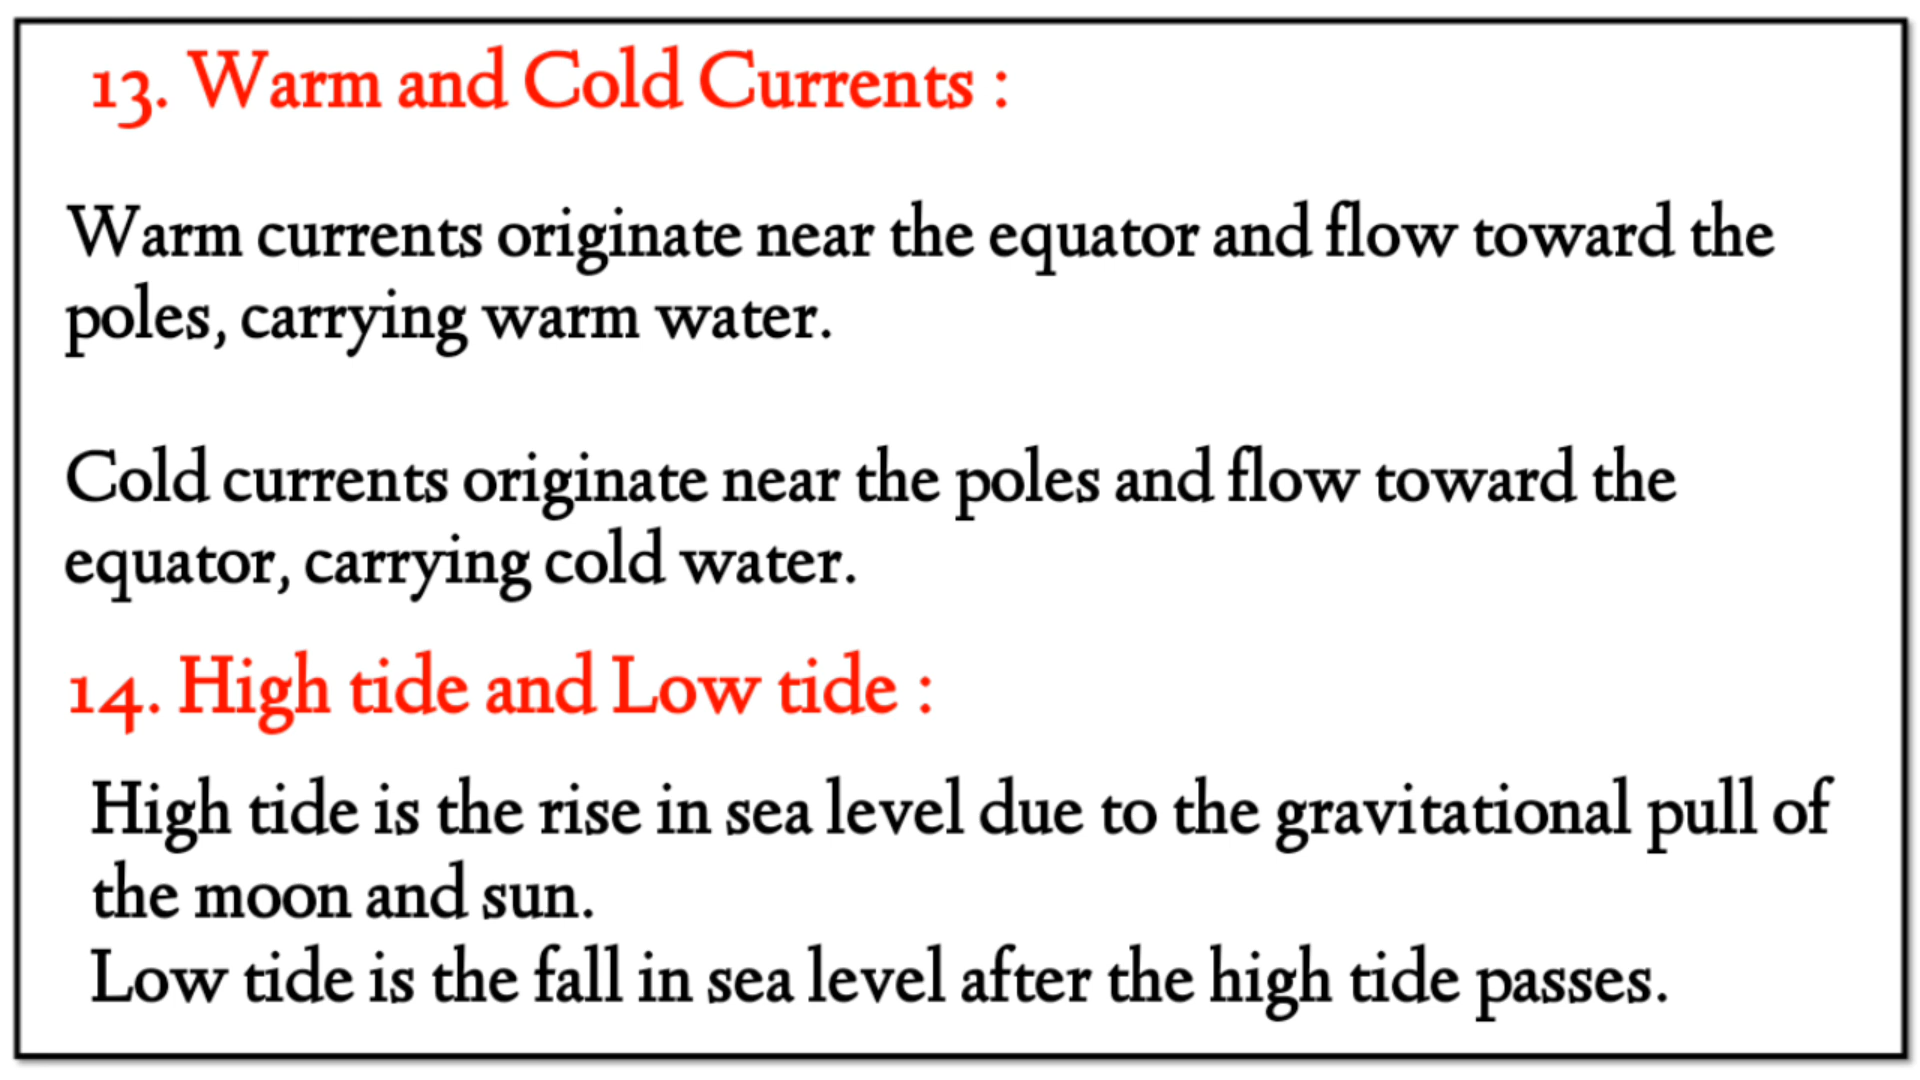 13. Warm and Cold Currents :
Warm currents originate near the equator and flow toward the
poles, carrying warm water.
Cold currents originate near the poles and flow toward the
equator, carrying cold water.
14. High tide and Low tide :
High tide is the rise in sea level due to the gravitational pull of
the moon and sun.
Low tide is the fall in sea level after the high tide passes.